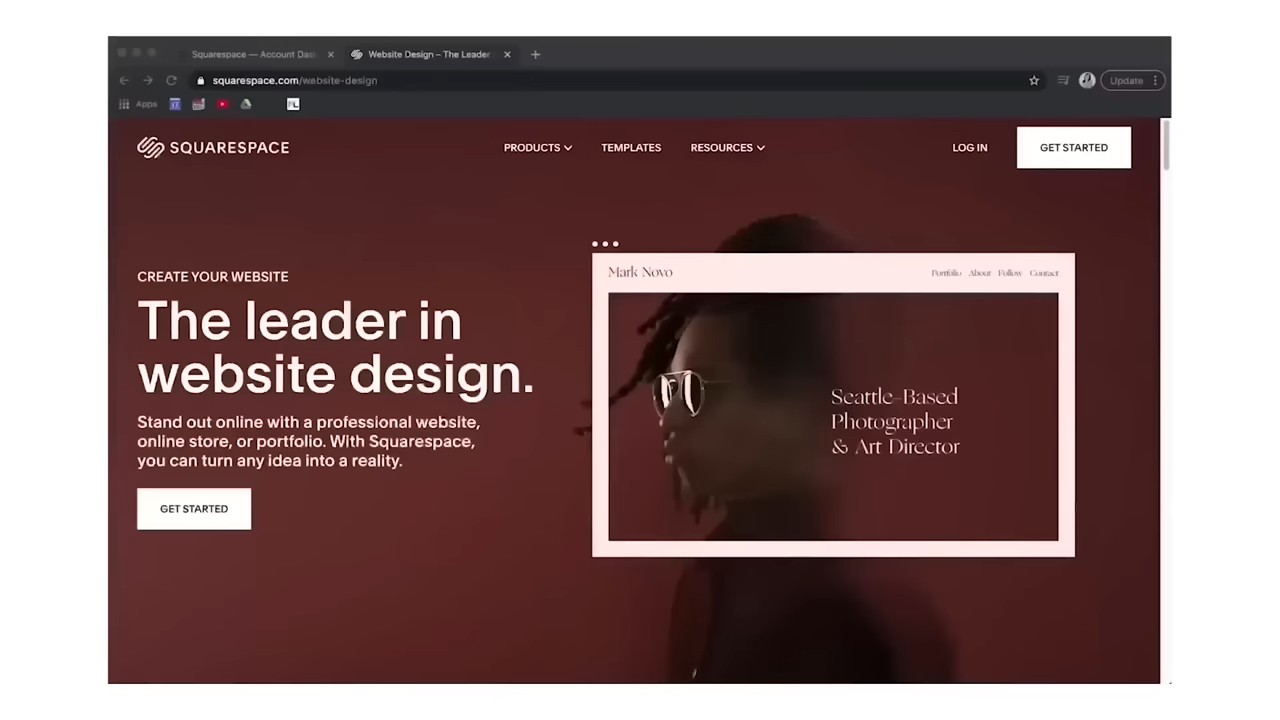 Squarespace — Account Das
Website Design – The Leader
squarespace.com/website-design
Update
Apps
SQUARESPACE
PRODUCTS
TEMPLATES
RESOURCES
LOG IN
GET STARTED
CREATE YOUR WEBSITE
The leader in
website design.
Stand out online with a professional website,
online store, or portfolio. With Squarespace,
you can turn any idea into a reality.
GET STARTED
Mark Novo
Portfolio About Follow Contact
Seattle-Based
Photographer
& Art Director